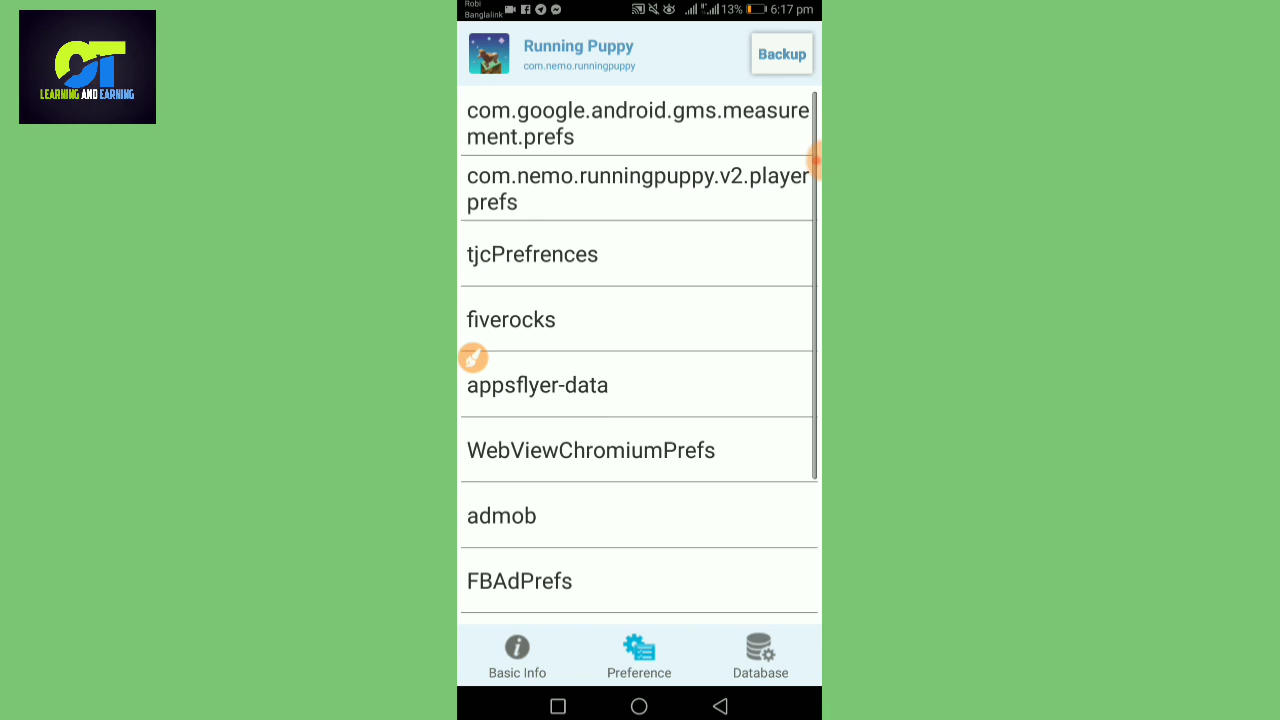 Robi
Banglalink
13% 6:17 pm
OT
LEARNING AND EARNING
Running Puppy
com.nemo.runningpuppy
Backup
com.google.android.gms.measure
ment.prefs
com.nemo.runningpuppy.v2.player
prefs
tjcPrefrences
fiverocks
appsflyer-data
WebViewChromiumPrefs
admob
FBAdPrefs
Basic Info
Preference
Database